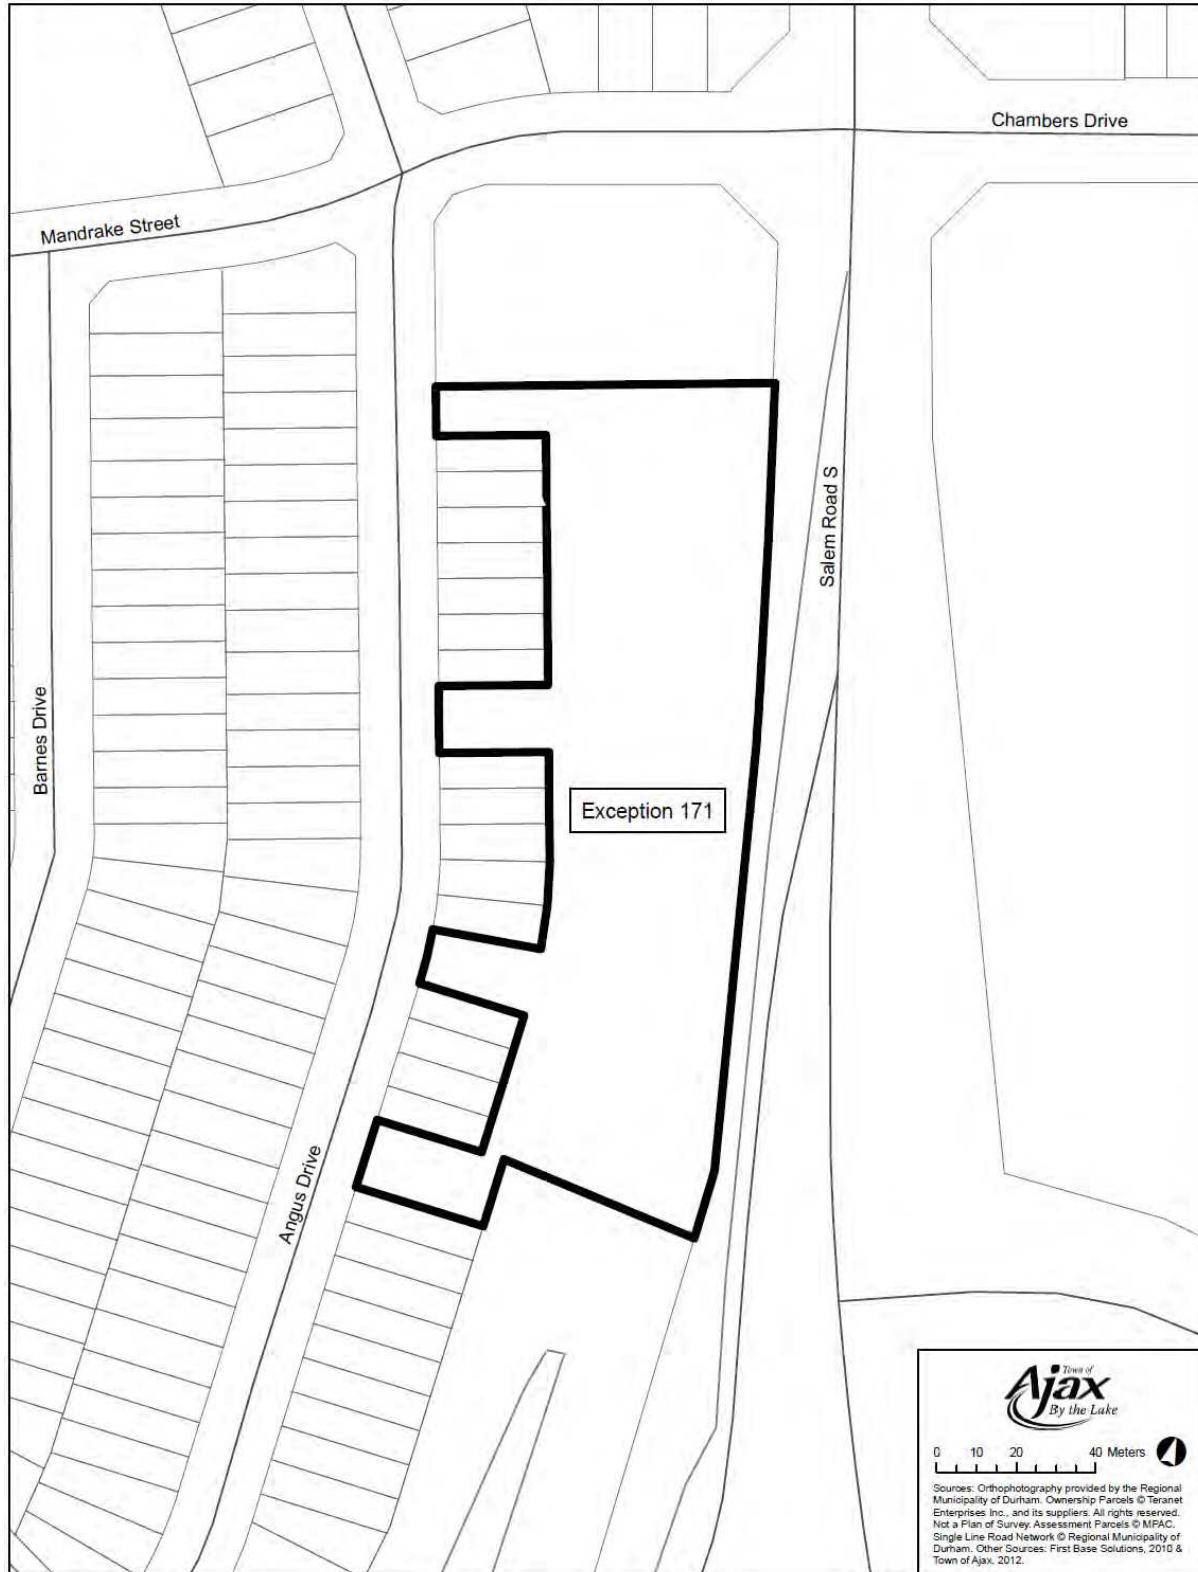 Chambers Drive
Mandrake Street
Salem Road S
Barnes Drive
Exception 171
Angus Drive
Town of
Ajax
By the Lake
0 10 20 40 Meters
Sources: Orthophotography provided by the Regional
Municipality of Durham. Ownership Parcels © Teranet
Enterprises Inc., and its suppliers. All rights reserved.
Not a Plan of Survey. Assessment Parcels © MPAC.
Single Line Road Network © Regional Municipality of
Durham. Other Sources: First Base Solutions, 2010 &
Town of Ajax, 2012.